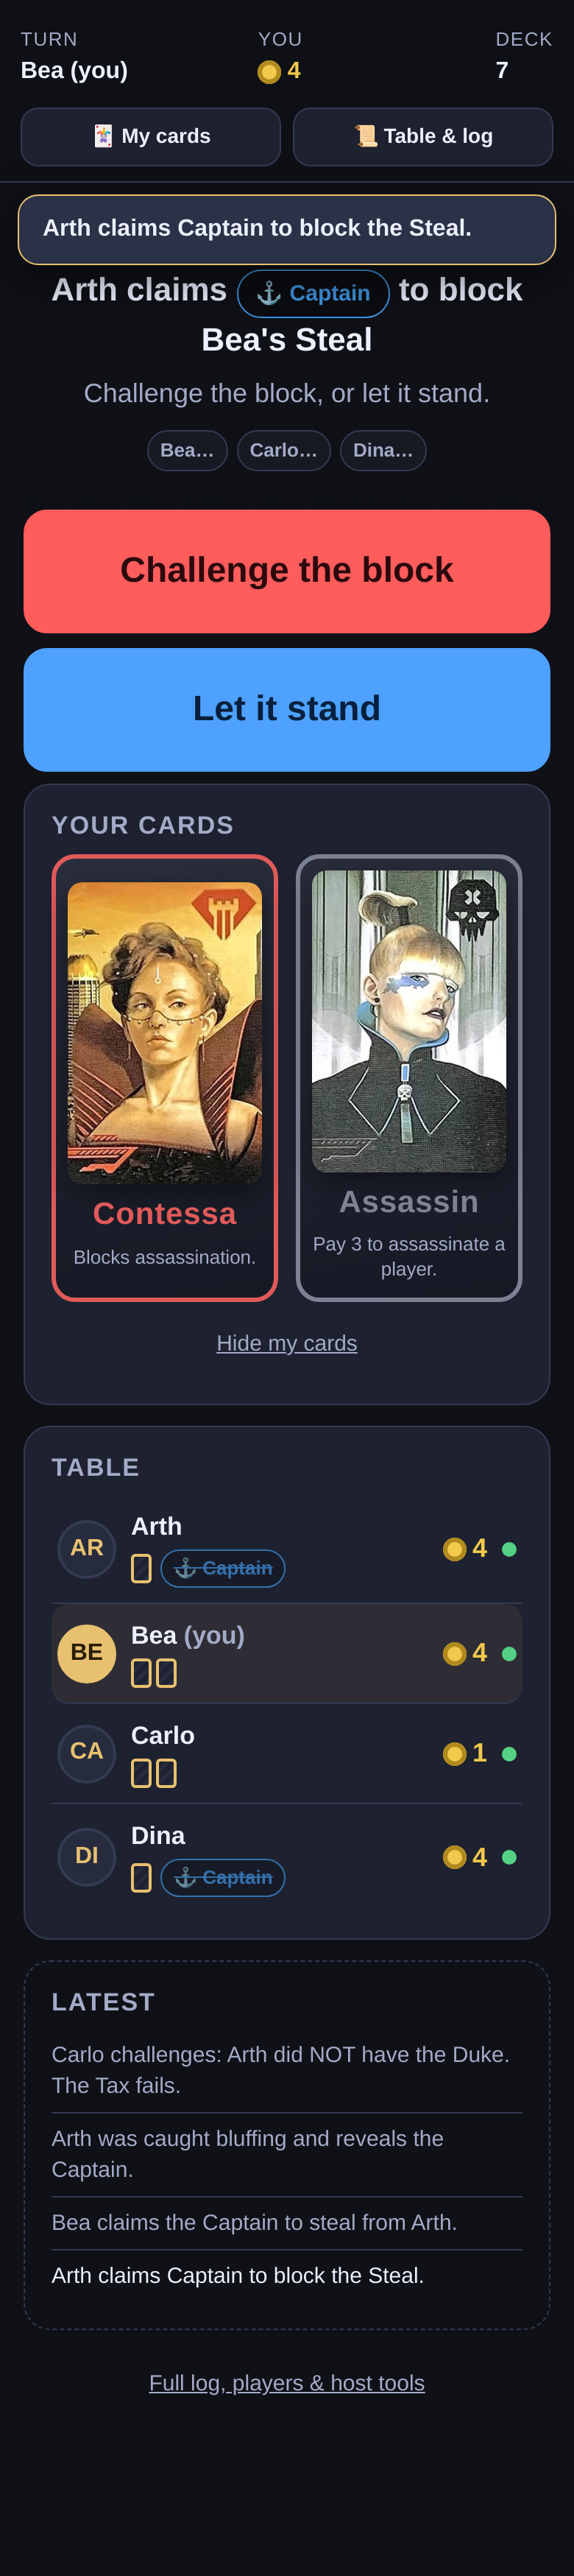 TURN
Bea (you)
YOU
4
DECK
7
🃏 My cards
📜 Table & log
Arth claims Captain to block the Steal.
Arth claims ⚓ Captain to block
Bea's Steal
Challenge the block, or let it stand.
Bea… Carlo… Dina…
Challenge the block
Let it stand
YOUR CARDS
Contessa
Blocks assassination.
Assassin
Pay 3 to assassinate a
player.
Hide my cards
TABLE
AR
Arth
⚓ Captain
4
BE
Bea (you)
4
CA
Carlo
1
DI
Dina
⚓ Captain
4
LATEST
Carlo challenges: Arth did NOT have the Duke.
The Tax fails.
Arth was caught bluffing and reveals the
Captain.
Bea claims the Captain to steal from Arth.
Arth claims Captain to block the Steal.
Full log, players & host tools